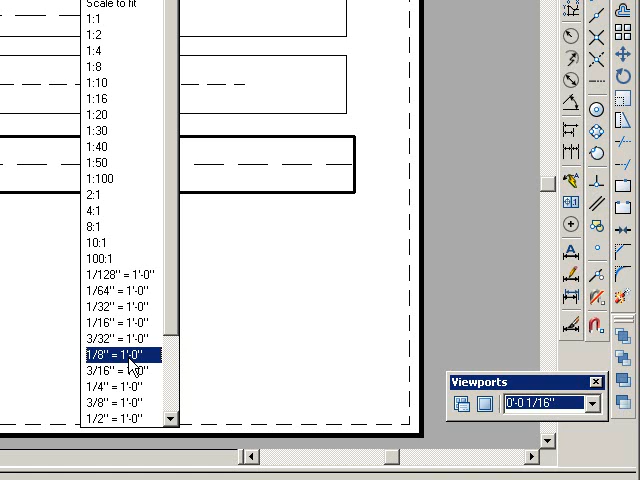 Scale to fit
1:1
1:2
1:4
1:8
1:10
1:16
1:20
1:30
1:40
1:50
1:100
2:1
4:1
8:1
10:1
100:1
1/128" = 1'-0"
1/64" = 1'-0"
1/32" = 1'-0"
1/16" = 1'-0"
3/32" = 1'-0"
1/8" = 1'-0"
3/16" = 1'-0"
1/4" = 1'-0"
3/8" = 1'-0"
1/2" = 1'-0"
Viewports
0'-0 1/16"